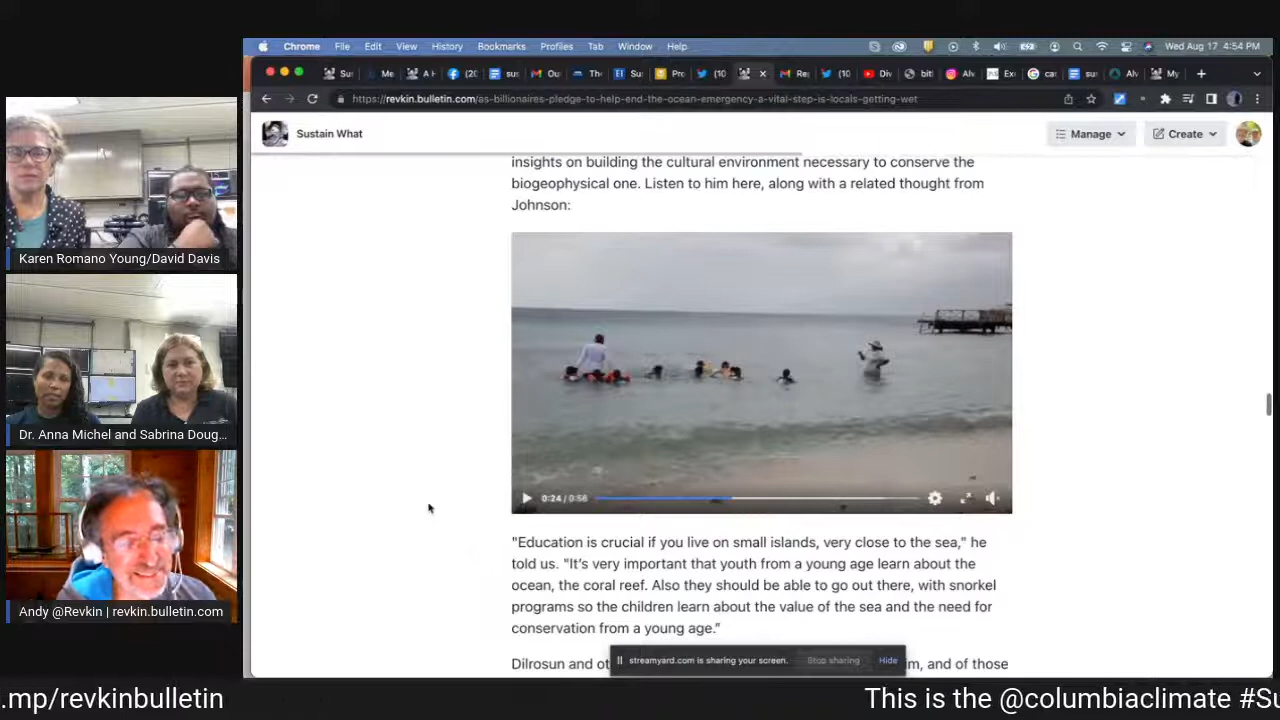 Chrome File Edit View History Bookmarks Profiles Tab Window Help Wed Aug 17 4:54 PM
https://revkin.bulletin.com/as-billionaires-pledge-to-help-end-the-ocean-emergency-a-vital-step-is-locals-getting-wet
Sustain What Manage Create
insights on building the cultural environment necessary to conserve the
biogeophysical one. Listen to him here, along with a related thought from
Johnson:
0:24 / 0:56
"Education is crucial if you live on small islands, very close to the sea," he
told us. "It's very important that youth from a young age learn about the
ocean, the coral reef. Also they should be able to go out there, with snorkel
programs so the children learn about the value of the sea and the need for
conservation from a young age."
Dilrosun and ot im, and of those
streamyard.com is sharing your screen. Stop sharing Hide
Karen Romano Young/David Davis
Dr. Anna Michel and Sabrina Doug...
Andy @Revkin | revkin.bulletin.com
.mp/revkinbulletin This is the @columbiaclimate #Su